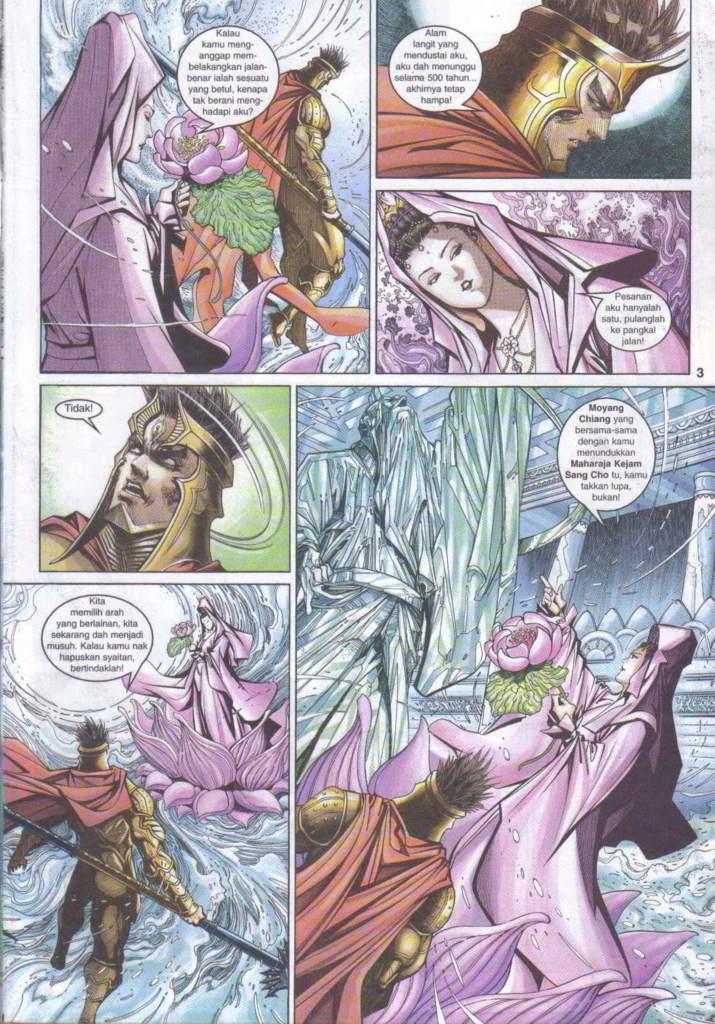 Kalau
kamu meng-
anggap mem-
belakangkan jalan-
benar ialah sesuatu
yang betul, kenapa
tak berani meng-
hadapi aku?
Alam
langit yang
mendustai aku,
aku dah menunggu
selama 500 tahun...
akhirnya tetap
hampa!
Pesanan
aku hanyalah
satu, pulanglah
ke pangkal
jalan!
3
Tidak!
Moyang
Chiang yang
bersama-sama
dengan kamu
menundukkan
Maharaja Kejam
Sang Cho tu, kamu
takkan lupa,
bukan!
Kita
memilih arah
yang berlainan, kita
sekarang dah menjadi
musuh. Kalau kamu nak
hapuskan syaitan,
bertindaklah!